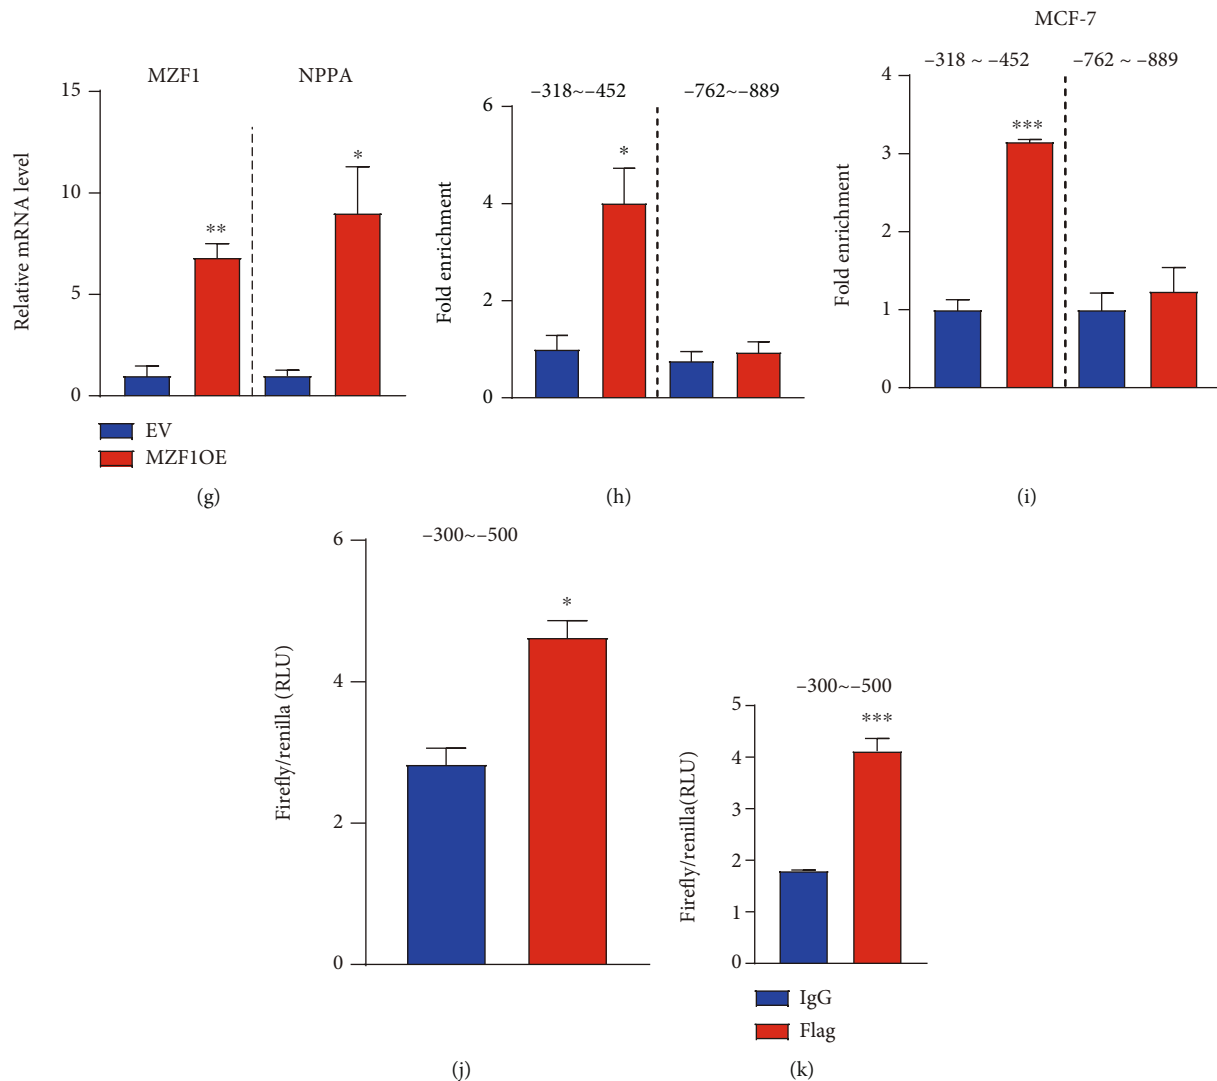 MZF1 NPPA
**
*
15
10
5
0
Relative mRNA level
EV
MZF1OE
(g)
–318~–452 –762~–889
*
6
4
2
0
Fold enrichment
(h)
MCF-7
–318 ~ –452 –762 ~ –889
***
4
3
2
1
0
Fold enrichment
(i)
–300~–500
*
6
4
2
0
Firefly/renilla (RLU)
(j)
–300~–500
***
5
4
3
2
1
0
Firefly/renilla(RLU)
IgG
Flag
(k)